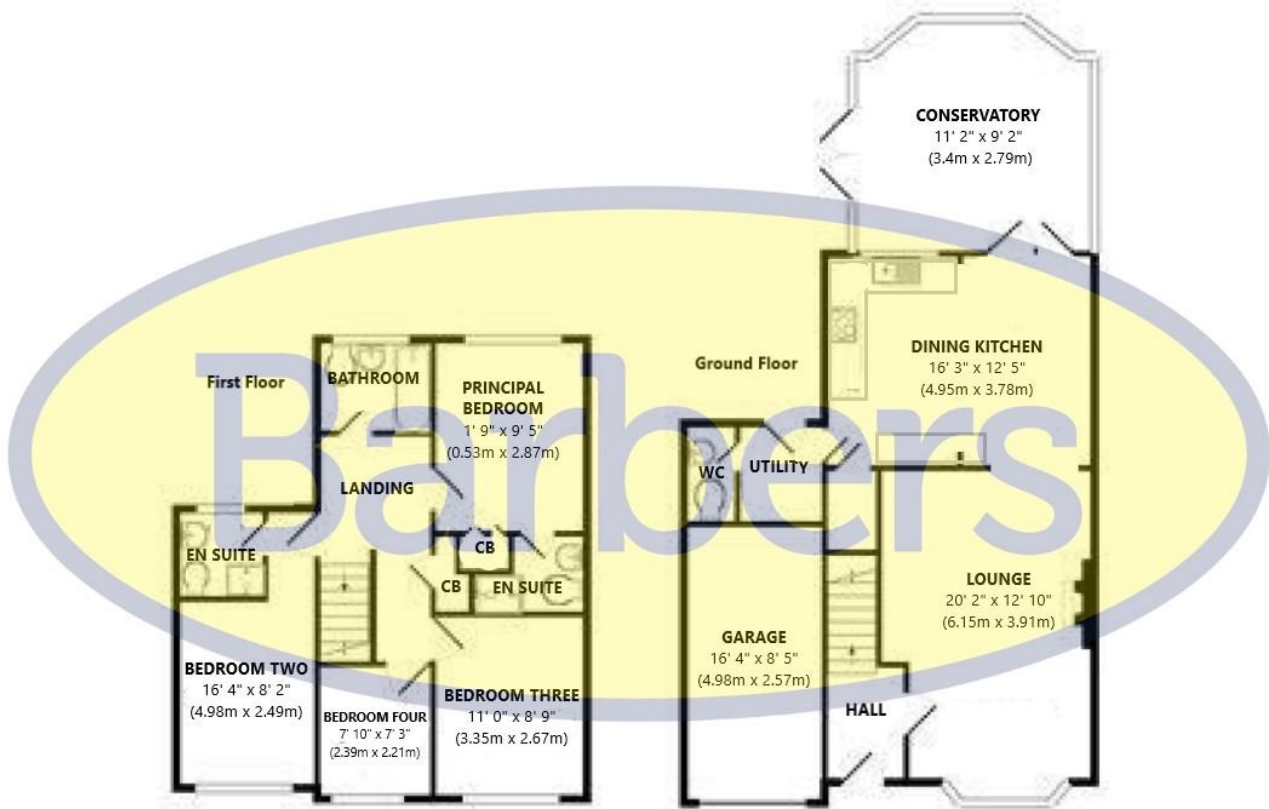 CONSERVATORY
11' 2" x 9' 2"
(3.4m x 2.79m)
Barbers
First Floor
BATHROOM
PRINCIPAL
BEDROOM
1' 9" x 9' 5"
(0.53m x 2.87m)
LANDING
EN SUITE
CB
CB
EN SUITE
BEDROOM TWO
16' 4" x 8' 2"
(4.98m x 2.49m)
BEDROOM FOUR
7' 10" x 7' 3"
(2.39m x 2.21m)
BEDROOM THREE
11' 0" x 8' 9"
(3.35m x 2.67m)
Ground Floor
DINING KITCHEN
16' 3" x 12' 5"
(4.95m x 3.78m)
WC
UTILITY
LOUNGE
20' 2" x 12' 10"
(6.15m x 3.91m)
GARAGE
16' 4" x 8' 5"
(4.98m x 2.57m)
HALL